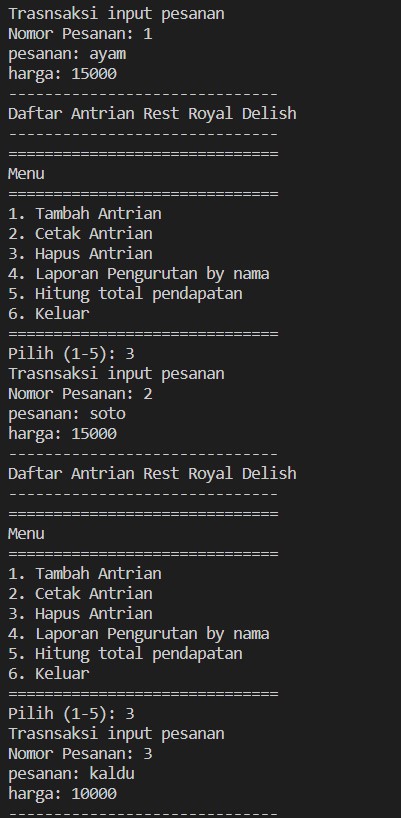 Trasnsaksi input pesanan
Nomor Pesanan: 1
pesanan: ayam
harga: 15000
------------------------------
Daftar Antrian Rest Royal Delish
------------------------------
==============================
Menu
==============================
1. Tambah Antrian
2. Cetak Antrian
3. Hapus Antrian
4. Laporan Pengurutan by nama
5. Hitung total pendapatan
6. Keluar
==============================
Pilih (1-5): 3
Trasnsaksi input pesanan
Nomor Pesanan: 2
pesanan: soto
harga: 15000
------------------------------
Daftar Antrian Rest Royal Delish
------------------------------
==============================
Menu
==============================
1. Tambah Antrian
2. Cetak Antrian
3. Hapus Antrian
4. Laporan Pengurutan by nama
5. Hitung total pendapatan
6. Keluar
==============================
Pilih (1-5): 3
Trasnsaksi input pesanan
Nomor Pesanan: 3
pesanan: kaldu
harga: 10000
------------------------------